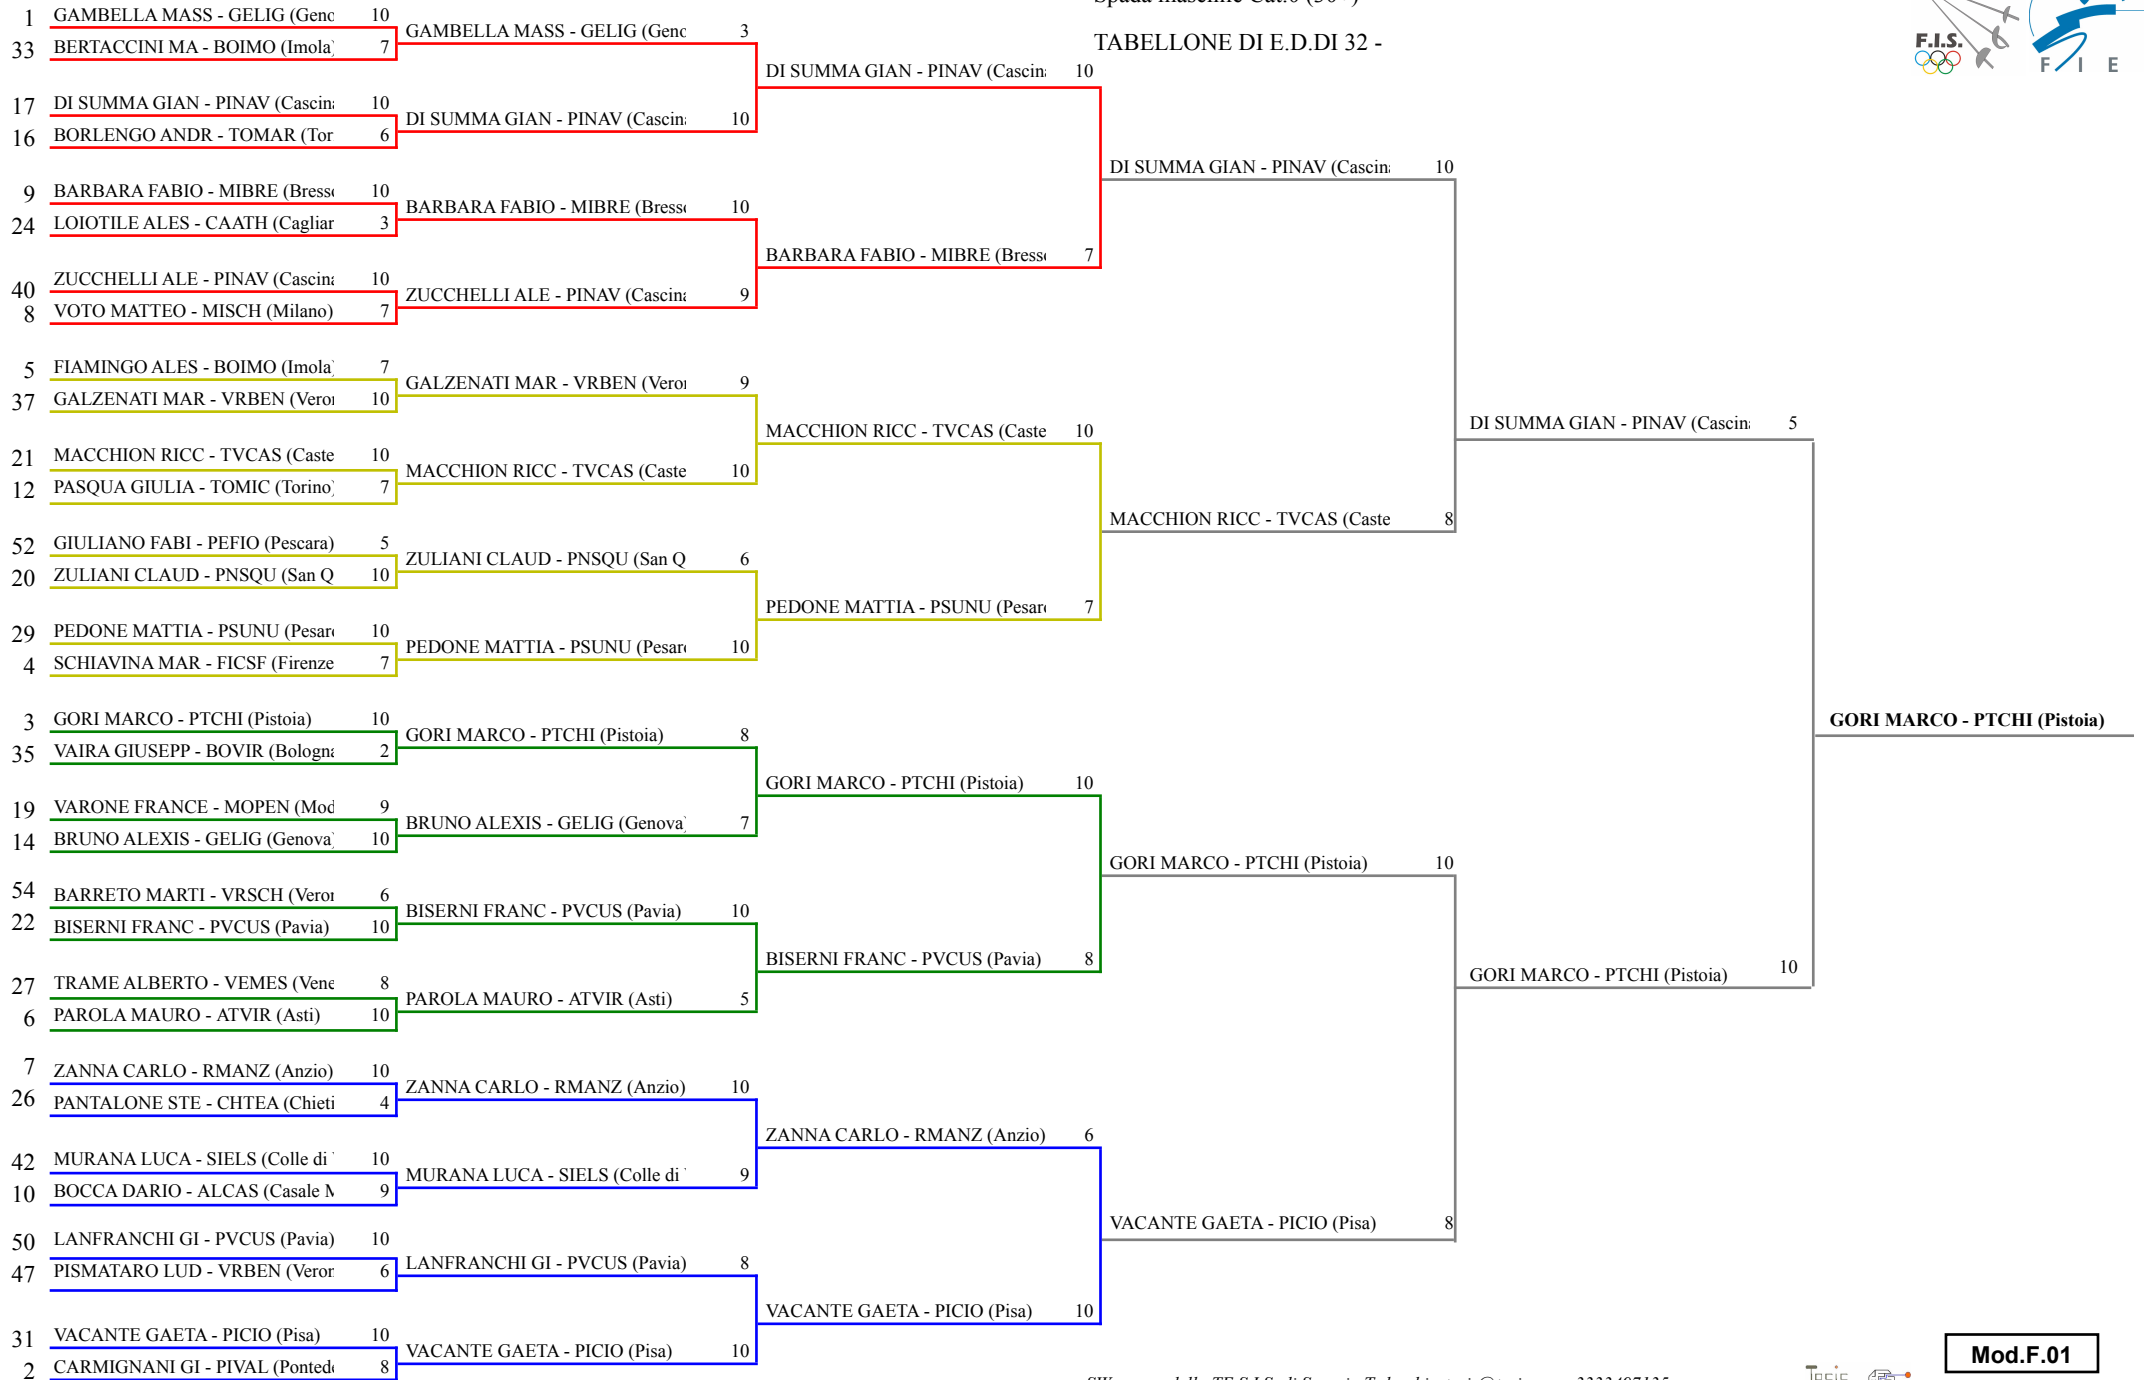 TABELLONE DI E.D.DI 32 -
F.I.S.
F I E
1 GAMBELLA MASS - GELIG (Geno 10
33 BERTACCINI MA - BOIMO (Imola) 7
17 DI SUMMA GIAN - PINAV (Cascin 10
16 BORLENGO ANDR - TOMAR (Tor 6
9 BARBARA FABIO - MIBRE (Bress 10
24 LOIOTILE ALES - CAATH (Cagliar 3
40 ZUCCHELLI ALE - PINAV (Cascin 10
8 VOTO MATTEO - MISCH (Milano) 7
5 FIAMINGO ALES - BOIMO (Imola) 7
37 GALZENATI MAR - VRBEN (Vero 10
21 MACCHION RICC - TVCAS (Caste 10
12 PASQUA GIULIA - TOMIC (Torino) 7
52 GIULIANO FABI - PEFIO (Pescara) 5
20 ZULIANI CLAUD - PNSQU (San Q 10
29 PEDONE MATTIA - PSUNU (Pesar 10
4 SCHIAVINA MAR - FICSF (Firenze 7
3 GORI MARCO - PTCHI (Pistoia) 10
35 VAIRA GIUSEPP - BOVIR (Bologn 2
19 VARONE FRANCE - MOPEN (Mod 9
14 BRUNO ALEXIS - GELIG (Genova) 10
54 BARRETO MARTI - VRSCH (Veror 6
22 BISERNI FRANC - PVCUS (Pavia) 10
27 TRAME ALBERTO - VEMES (Vene 8
6 PAROLA MAURO - ATVIR (Asti) 10
7 ZANNA CARLO - RMANZ (Anzio) 10
26 PANTALONE STE - CHTEA (Chieti 4
42 MURANA LUCA - SIELS (Colle di 10
10 BOCCA DARIO - ALCAS (Casale M 9
50 LANFRANCHI GI - PVCUS (Pavia) 10
47 PISMATARO LUD - VRBEN (Veror 6
31 VACANTE GAETA - PICIO (Pisa) 10
2 CARMIGNANI GI - PIVAL (Ponted 8
GAMBELLA MASS - GELIG (Geno 3
DI SUMMA GIAN - PINAV (Cascin 10
BARBARA FABIO - MIBRE (Bress 10
ZUCCHELLI ALE - PINAV (Cascin 9
GALZENATI MAR - VRBEN (Vero 9
MACCHION RICC - TVCAS (Caste 10
ZULIANI CLAUD - PNSQU (San Q 6
PEDONE MATTIA - PSUNU (Pesar 10
GORI MARCO - PTCHI (Pistoia) 8
BRUNO ALEXIS - GELIG (Genova) 7
BISERNI FRANC - PVCUS (Pavia) 10
PAROLA MAURO - ATVIR (Asti) 5
ZANNA CARLO - RMANZ (Anzio) 10
MURANA LUCA - SIELS (Colle di 9
LANFRANCHI GI - PVCUS (Pavia) 8
VACANTE GAETA - PICIO (Pisa) 10
DI SUMMA GIAN - PINAV (Cascin 10
BARBARA FABIO - MIBRE (Bress 7
MACCHION RICC - TVCAS (Caste 10
PEDONE MATTIA - PSUNU (Pesar 7
GORI MARCO - PTCHI (Pistoia) 10
BISERNI FRANC - PVCUS (Pavia) 8
ZANNA CARLO - RMANZ (Anzio) 6
VACANTE GAETA - PICIO (Pisa) 10
DI SUMMA GIAN - PINAV (Cascin 10
MACCHION RICC - TVCAS (Caste 8
GORI MARCO - PTCHI (Pistoia) 10
VACANTE GAETA - PICIO (Pisa) 8
DI SUMMA GIAN - PINAV (Cascin 5
GORI MARCO - PTCHI (Pistoia) 10
GORI MARCO - PTCHI (Pistoia)
Mod.F.01